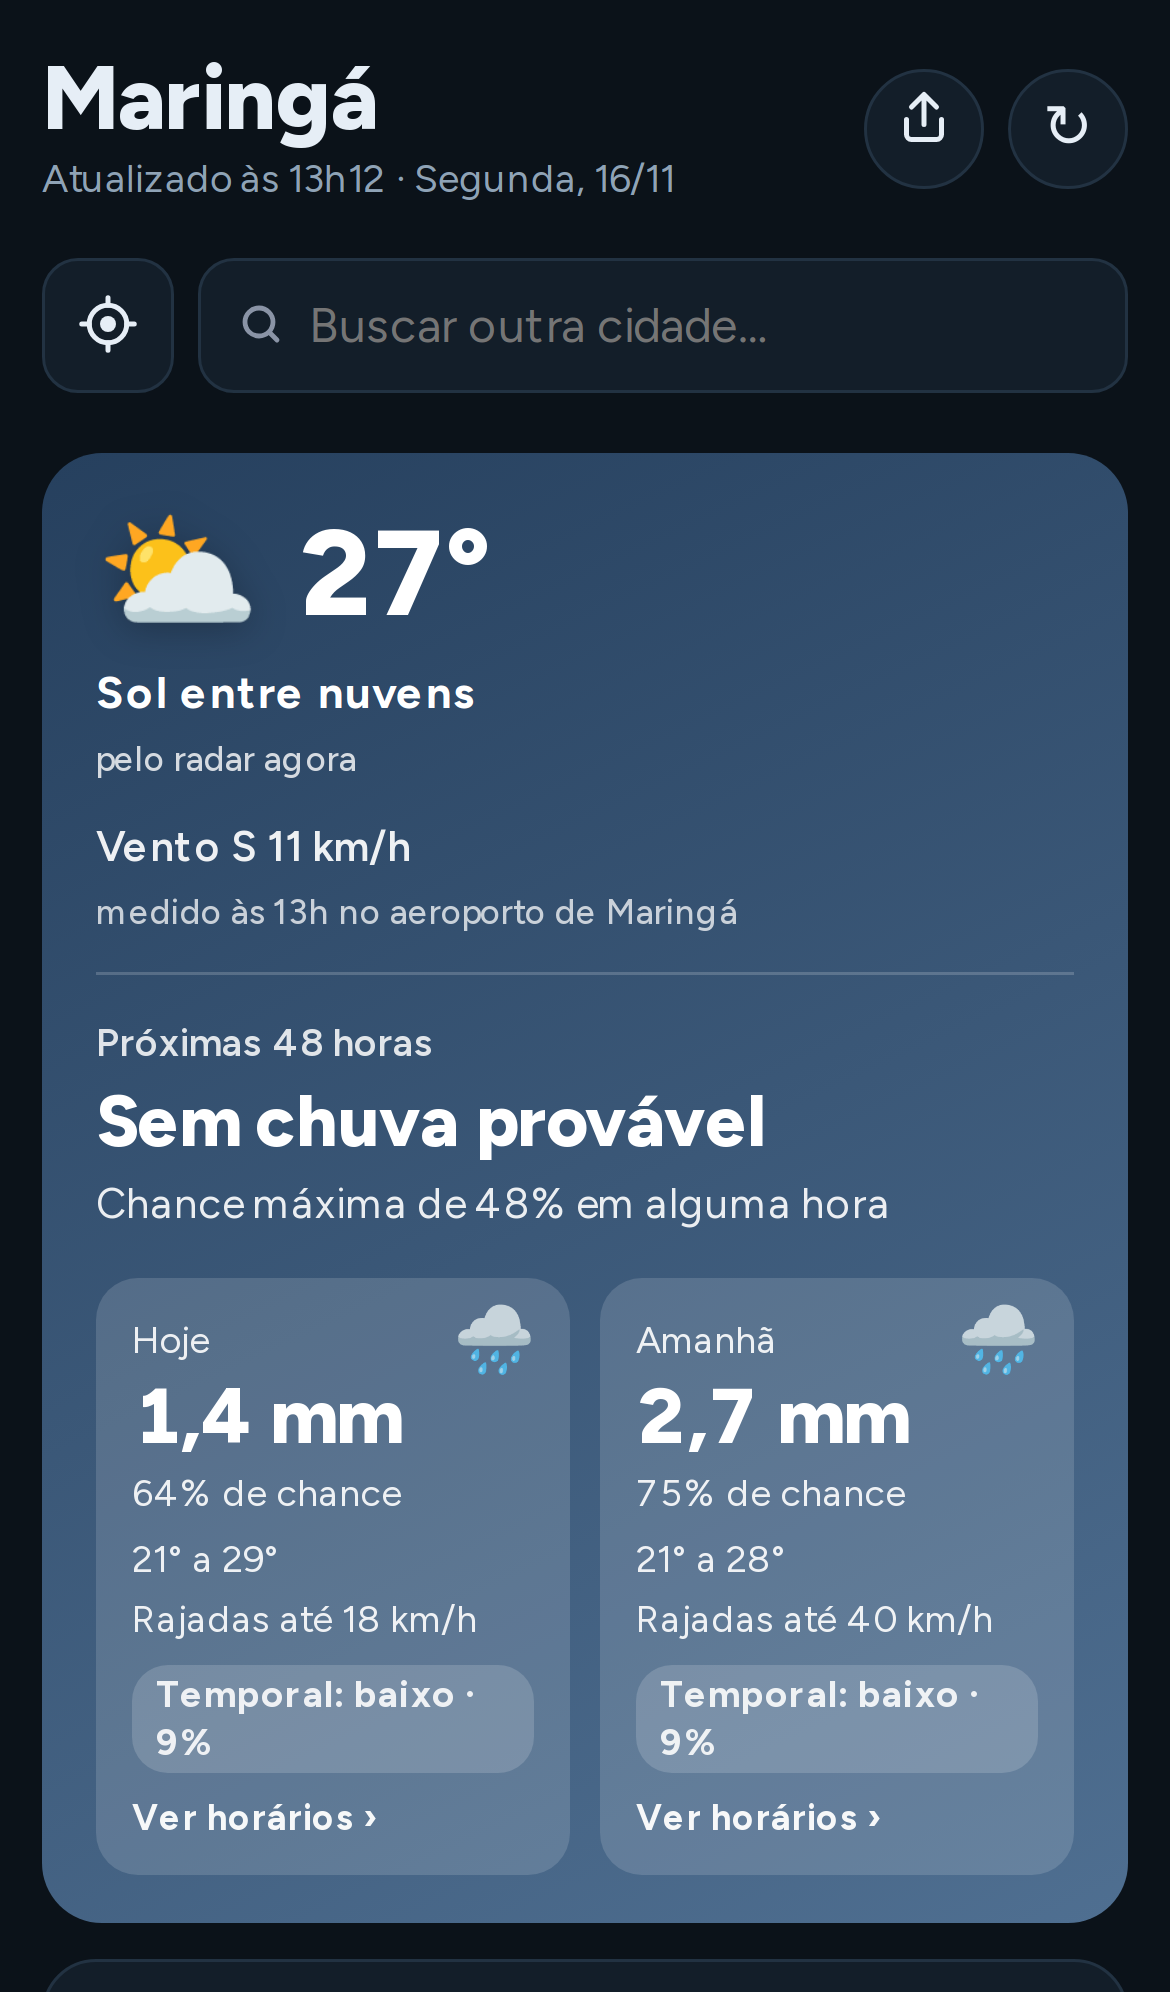 Maringá
Atualizado às 13h12 · Segunda, 16/11
Buscar outra cidade...
27°
Sol entre nuvens
pelo radar agora
Vento S 11 km/h
medido às 13h no aeroporto de Maringá
Próximas 48 horas
Sem chuva provável
Chance máxima de 48% em alguma hora
Hoje
1,4 mm
64% de chance
21° a 29°
Rajadas até 18 km/h
Temporal: baixo ·
9%
Ver horários ›
Amanhã
2,7 mm
75% de chance
21° a 28°
Rajadas até 40 km/h
Temporal: baixo ·
9%
Ver horários ›